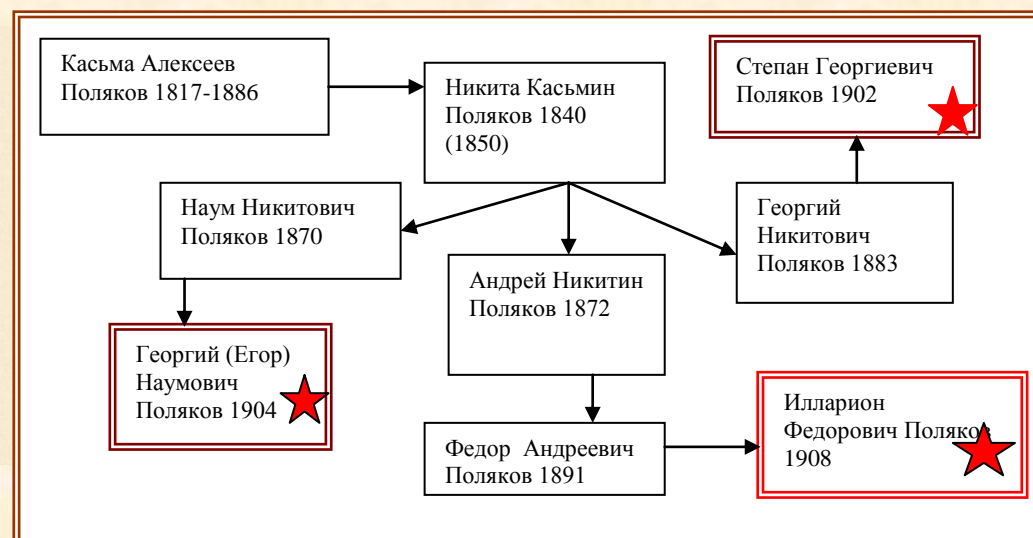 Касьма Алексеев
Поляков 1817-1886
Никита Касьмин
Поляков 1840
(1850)
Степан Георгиевич
Поляков 1902
Наум Никитович
Поляков 1870
Андрей Никитин
Поляков 1872
Георгий
Никитович
Поляков 1883
Георгий (Егор)
Наумович
Поляков 1904
Федор Андреевич
Поляков 1891
Илларион
Федорович Поляков
1908